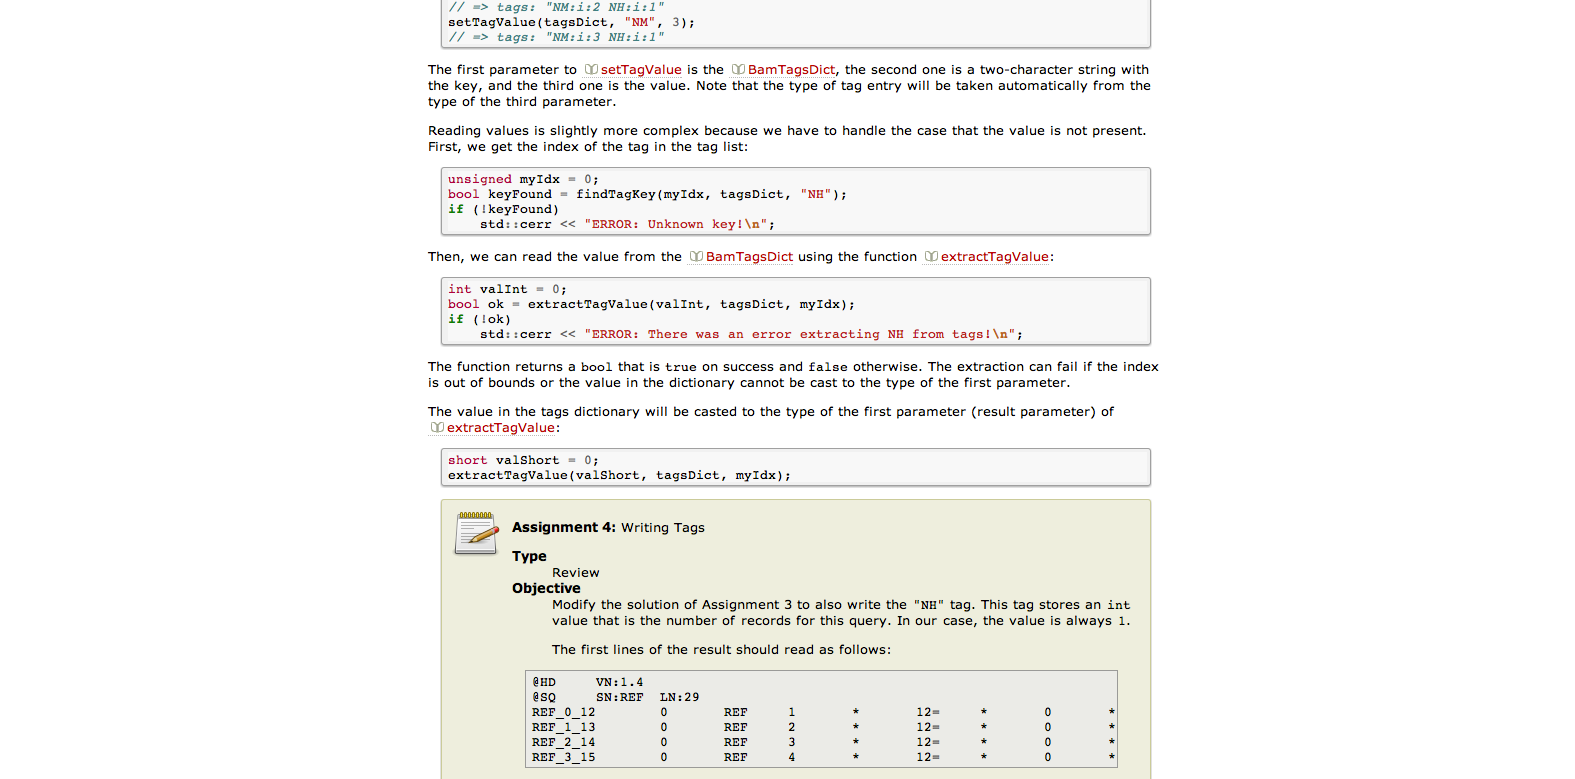 // => tags: "NM:i:2 NH:i:1"
setTagValue(tagsDict, "NM", 3);
// => tags: "NM:i:3 NH:i:1"
The first parameter to setTagValue is the BamTagsDict, the second one is a two-character string with
the key, and the third one is the value. Note that the type of tag entry will be taken automatically from the
type of the third parameter.
Reading values is slightly more complex because we have to handle the case that the value is not present.
First, we get the index of the tag in the tag list:
unsigned myIdx = 0;
bool keyFound = findTagKey(myIdx, tagsDict, "NH");
if (!keyFound)
    std::cerr << "ERROR: Unknown key!\n";
Then, we can read the value from the BamTagsDict using the function extractTagValue:
int valInt = 0;
bool ok = extractTagValue(valInt, tagsDict, myIdx);
if (!ok)
    std::cerr << "ERROR: There was an error extracting NH from tags!\n";
The function returns a bool that is true on success and false otherwise. The extraction can fail if the index
is out of bounds or the value in the dictionary cannot be cast to the type of the first parameter.
The value in the tags dictionary will be casted to the type of the first parameter (result parameter) of
extractTagValue:
short valShort = 0;
extractTagValue(valShort, tagsDict, myIdx);
Assignment 4: Writing Tags
Type
Review
Objective
Modify the solution of Assignment 3 to also write the "NH" tag. This tag stores an int
value that is the number of records for this query. In our case, the value is always 1.
The first lines of the result should read as follows:
@HD     VN:1.4
@SQ     SN:REF  LN:29
REF_0_12        0       REF     1       *       12=     *       0       *
REF_1_13        0       REF     2       *       12=     *       0       *
REF_2_14        0       REF     3       *       12=     *       0       *
REF_3_15        0       REF     4       *       12=     *       0       *